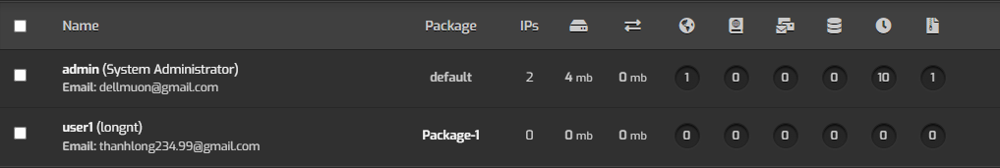 Name Package IPs
admin (System Administrator) default 2 4 mb 0 mb 1 0 0 0 10 1
Email: dellmuon@gmail.com
user1 (longnt) Package-1 0 0 mb 0 mb 0 0 0 0 0 0
Email: thanhlong234.99@gmail.com